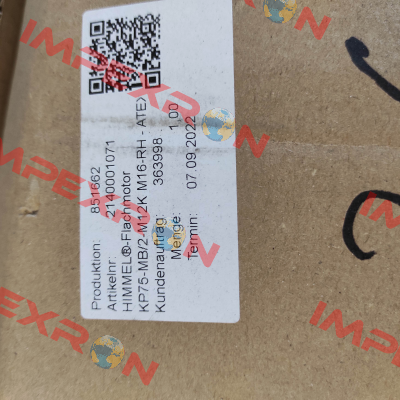 Produktion: 851662
Artikelnr: 2140001071
HIMMEL®-Flachmotor
KP75-MB/2-M12K M16-RH - ATEX
Kundenauftrag: 363998
Menge: 1,00
Termin: 07.09.2022
IMPEXRON
IMPEXRON
IMPEXRON
IMPEXRON